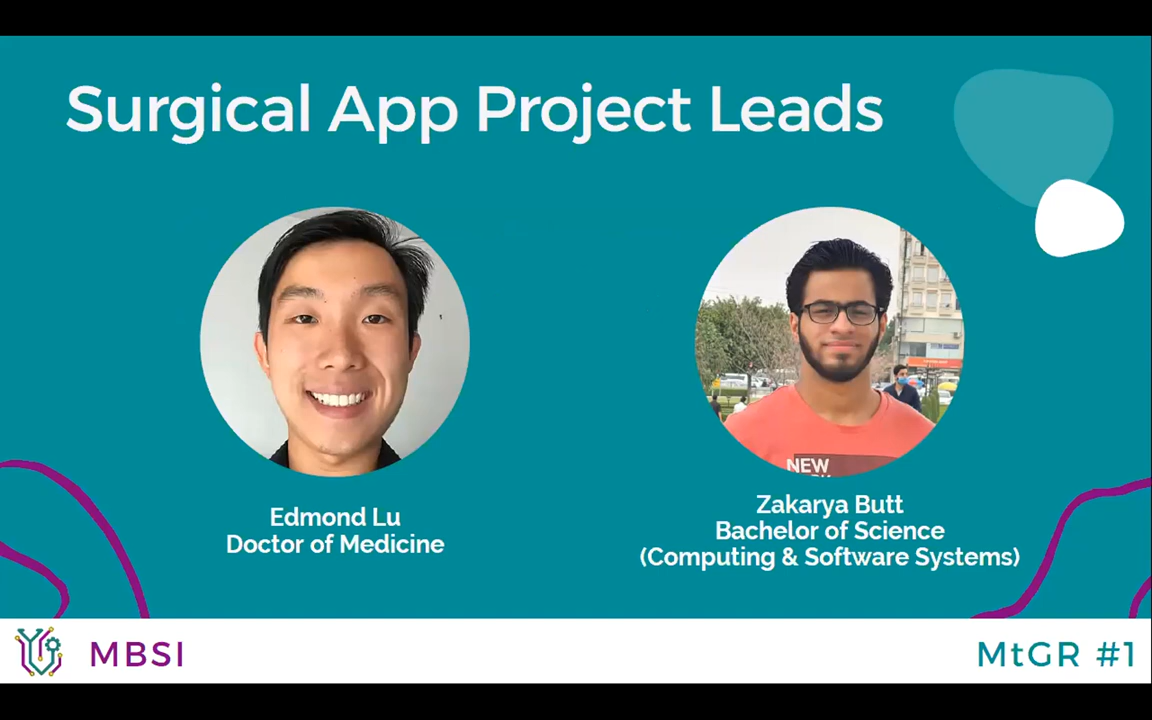 Surgical App Project Leads
NEW
Edmond Lu
Doctor of Medicine
Zakarya Butt
Bachelor of Science
(Computing & Software Systems)
MBSI
MtGR #1